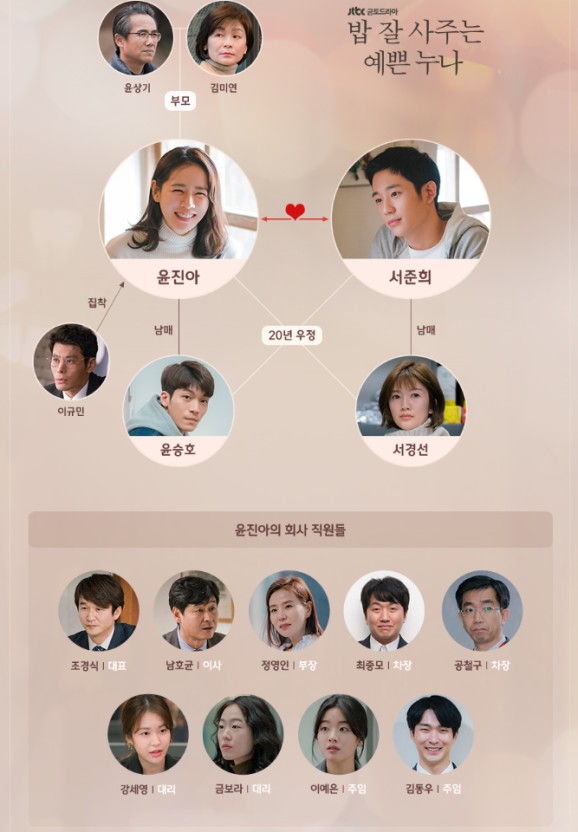 JTBC 금토드라마
밥 잘 사주는
예쁜 누나
윤상기
김미연
부모
윤진아
서준희
집착
남매
20년 우정
남매
이규민
윤승호
서경선
윤진아의 회사 직원들
조경식 | 대표
남호균 | 이사
정영인 | 부장
최중모 | 차장
공철구 | 차장
강세영 | 대리
금보라 | 대리
이예은 | 주임
김동우 | 주임